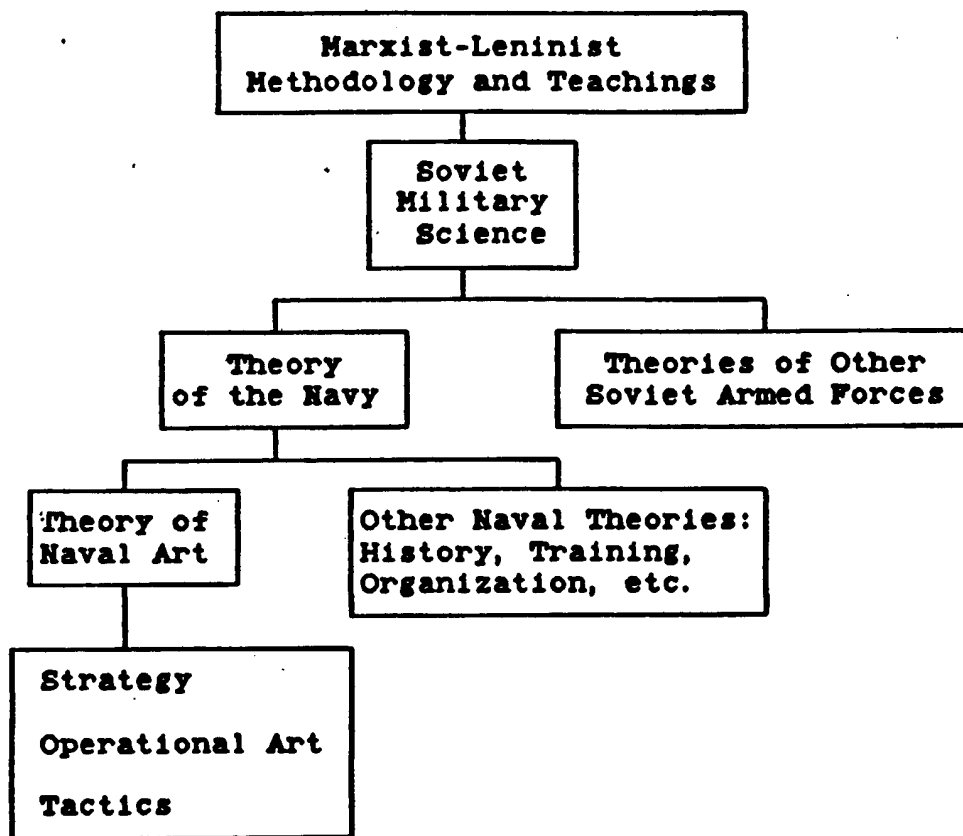 Marxist-Leninist
Methodology and Teachings
Soviet
Military
Science
Theory
of the Navy
Theories of Other
Soviet Armed Forces
Theory of
Naval Art
Other Naval Theories:
History, Training,
Organization, etc.
Strategy
Operational Art
Tactics